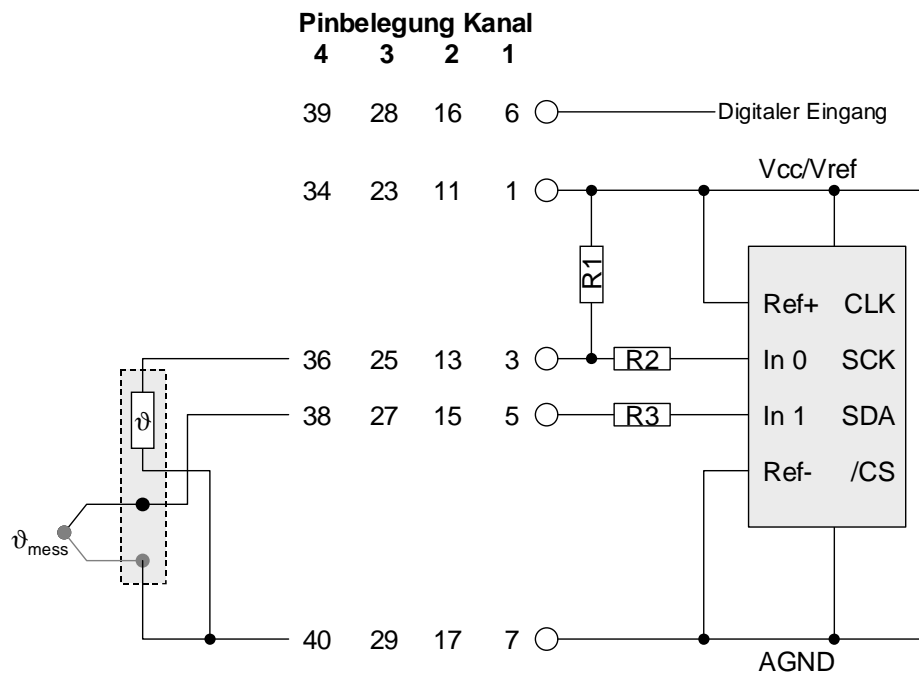 Pinbelegung Kanal
4 3 2 1
39 28 16 6 Digitaler Eingang
Vcc/Vref
34 23 11 1
R1
Ref+ CLK
36 25 13 3 R2 In 0 SCK
ϑ 38 27 15 5 R3 In 1 SDA
Ref- /CS
ϑmess
40 29 17 7
AGND